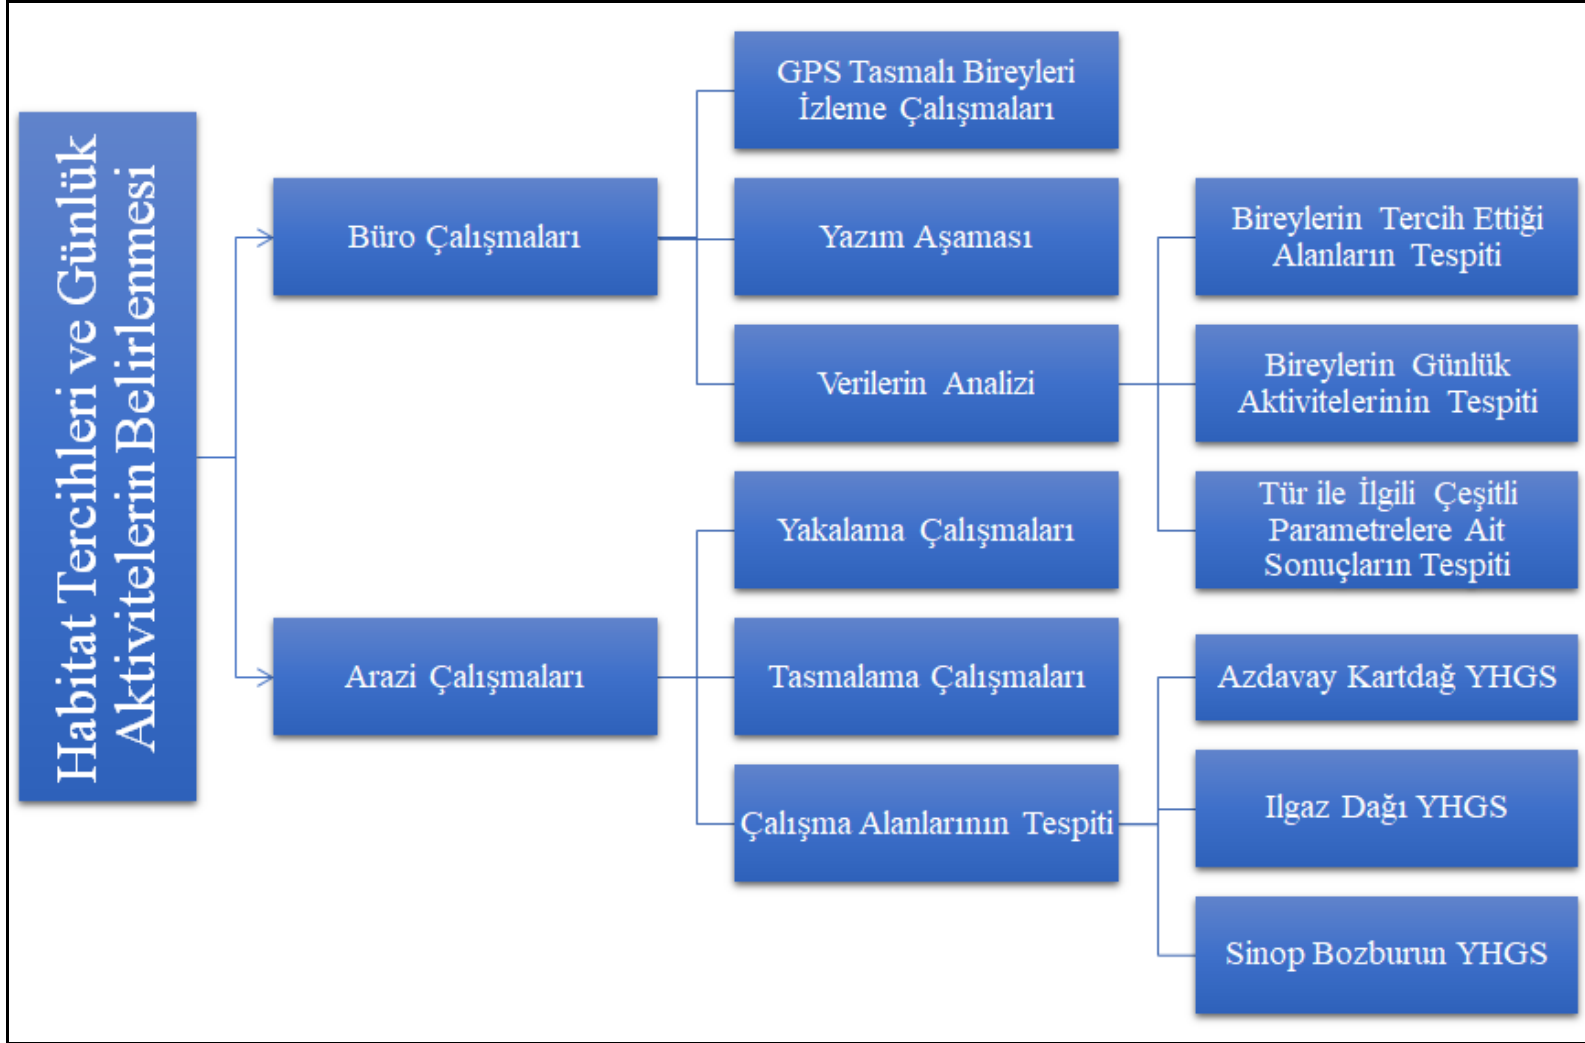 Habitat Tercihleri ve Günlük
Aktivitelerin Belirlenmesi
Büro Çalışmaları
GPS Tasmalı Bireyleri
İzleme Çalışmaları
Yazım Aşaması
Verilerin Analizi
Bireylerin Tercih Ettiği
Alanların Tespiti
Bireylerin Günlük
Aktivitelerinin Tespiti
Tür ile İlgili Çeşitli
Parametrelere Ait
Sonuçların Tespiti
Arazi Çalışmaları
Yakalama Çalışmaları
Tasmalama Çalışmaları
Çalışma Alanlarının Tespiti
Azdavay Kartdağ YHGS
Ilgaz Dağı YHGS
Sinop Bozburun YHGS